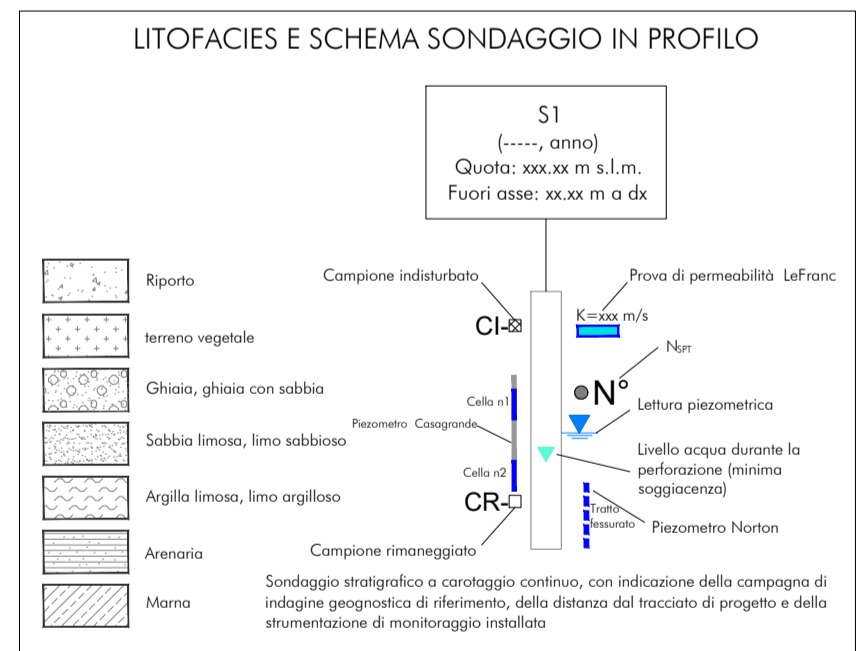 LITOFACIES E SCHEMA SONDAGGIO IN PROFILO
S1
(-----, anno)
Quota: xxx.xx m s.l.m.
Fuori asse: xx.xx m a dx
Riporto
terreno vegetale
Ghiaia, ghiaia con sabbia
Sabbia limosa, limo sabbioso
Argilla limosa, limo argilloso
Arenaria
Marna
Campione indisturbato
CI-
Cella n1
Piezometro Casagrande
Cella n2
CR-
Campione rimaneggiato
Prova di permeabilità LeFranc
K=xxx m/s
NSPT
N°
Lettura piezometrica
Livello acqua durante la
perforazione (minima
soggiacenza)
Tratto
fessurato
Piezometro Norton
Sondaggio stratigrafico a carotaggio continuo, con indicazione della campagna di
indagine geognostica di riferimento, della distanza dal tracciato di progetto e della
strumentazione di monitoraggio installata